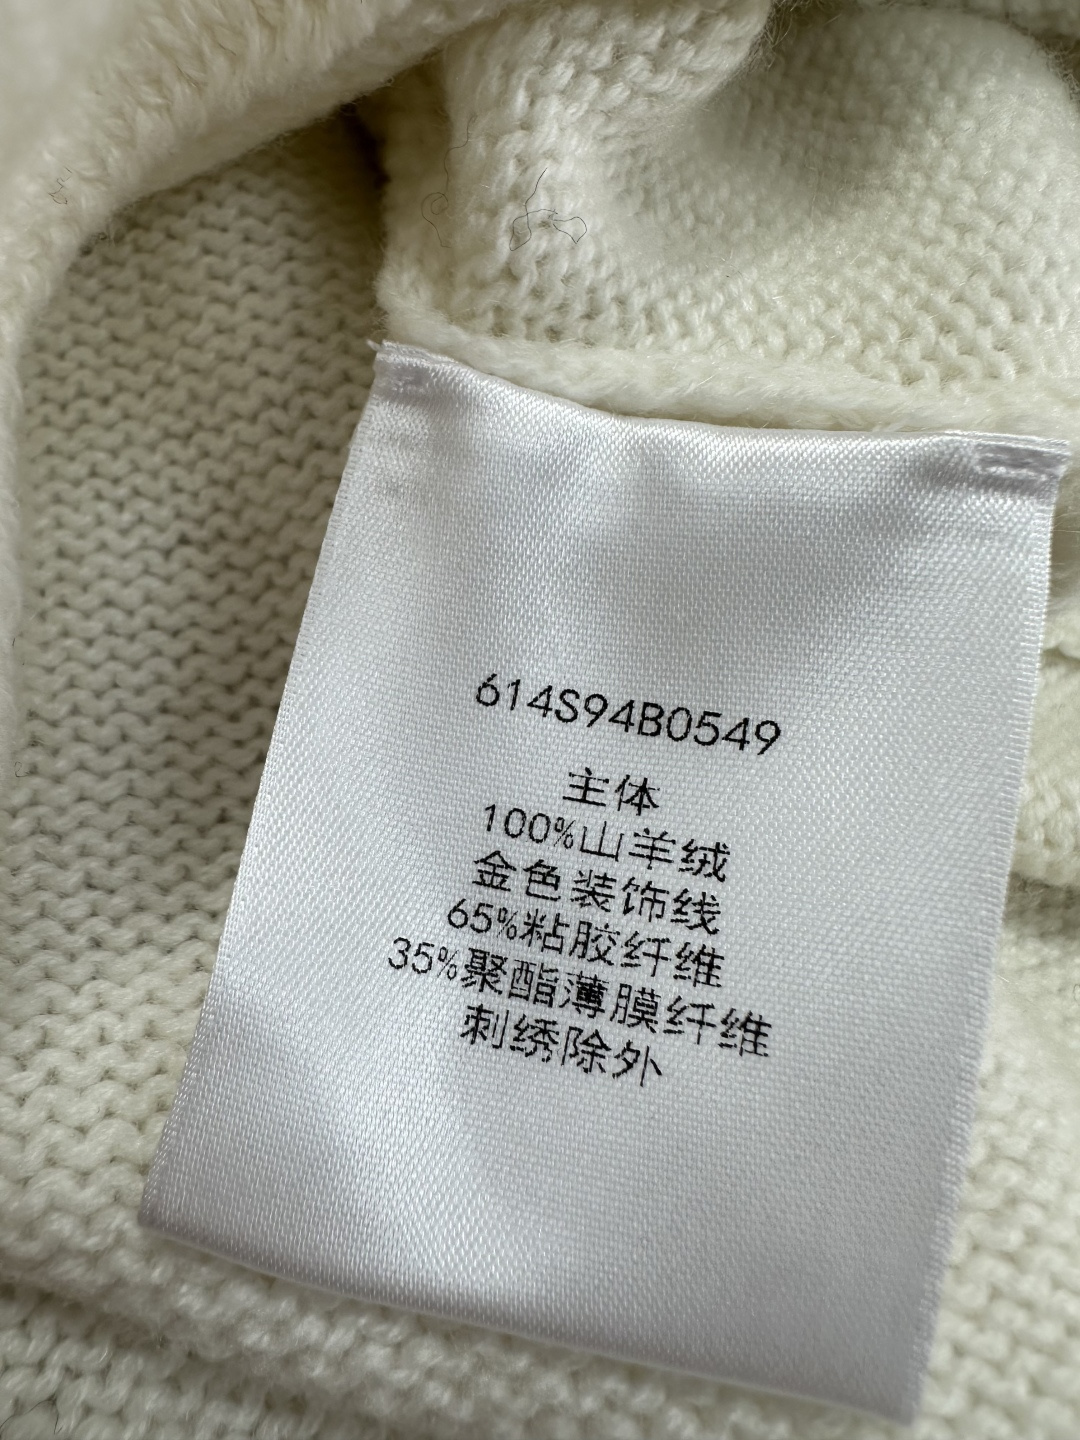 614S94B0549
主体
100%山羊绒
金色装饰线
65%粘胶纤维
35%聚酯薄膜纤维
刺绣除外